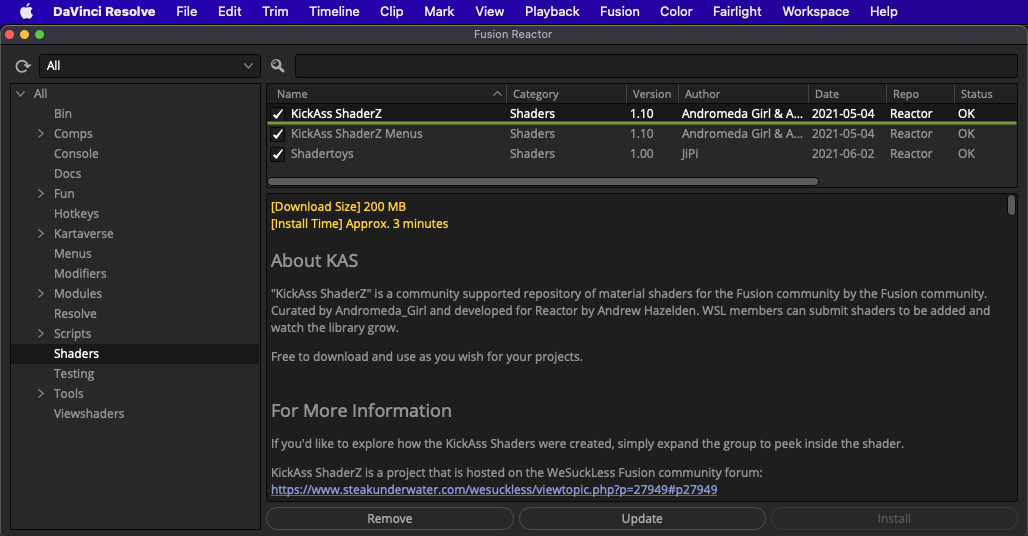 DaVinci Resolve File Edit Trim Timeline Clip Mark View Playback Fusion Color Fairlight Workspace Help
Fusion Reactor
All
All
Bin
Comps
Console
Docs
Fun
Hotkeys
Kartaverse
Menus
Modifiers
Modules
Resolve
Scripts
Shaders
Testing
Tools
Viewshaders
Name Category Version Author Date Repo Status
KickAss ShaderZ Shaders 1.10 Andromeda Girl & A... 2021-05-04 Reactor OK
KickAss ShaderZ Menus Shaders 1.10 Andromeda Girl & A... 2021-05-04 Reactor OK
Shadertoys Shaders 1.00 JiPi 2021-06-02 Reactor OK
[Download Size] 200 MB
[Install Time] Approx. 3 minutes
About KAS
"KickAss ShaderZ" is a community supported repository of material shaders for the Fusion community by the Fusion community.
Curated by Andromeda_Girl and developed for Reactor by Andrew Hazelden. WSL members can submit shaders to be added and
watch the library grow.
Free to download and use as you wish for your projects.
For More Information
If you'd like to explore how the KickAss Shaders were created, simply expand the group to peek inside the shader.
KickAss ShaderZ is a project that is hosted on the WeSuckLess Fusion community forum:
https://www.steakunderwater.com/wesuckless/viewtopic.php?p=27949#p27949
Remove Update Install